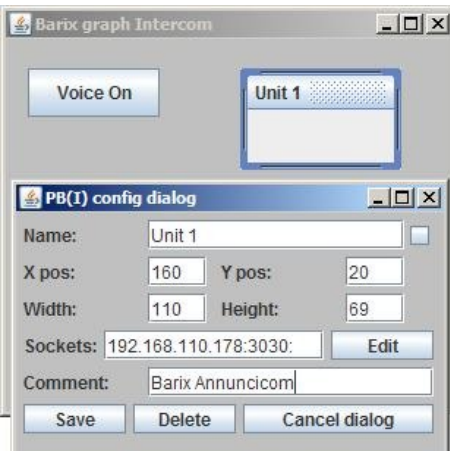 Barix graph Intercom
Voice On
Unit 1
PB(I) config dialog
Name: Unit 1
X pos: 160 Y pos: 20
Width: 110 Height: 69
Sockets: 192.168.110.178:3030: Edit
Comment: Barix Annuncicom
Save Delete Cancel dialog